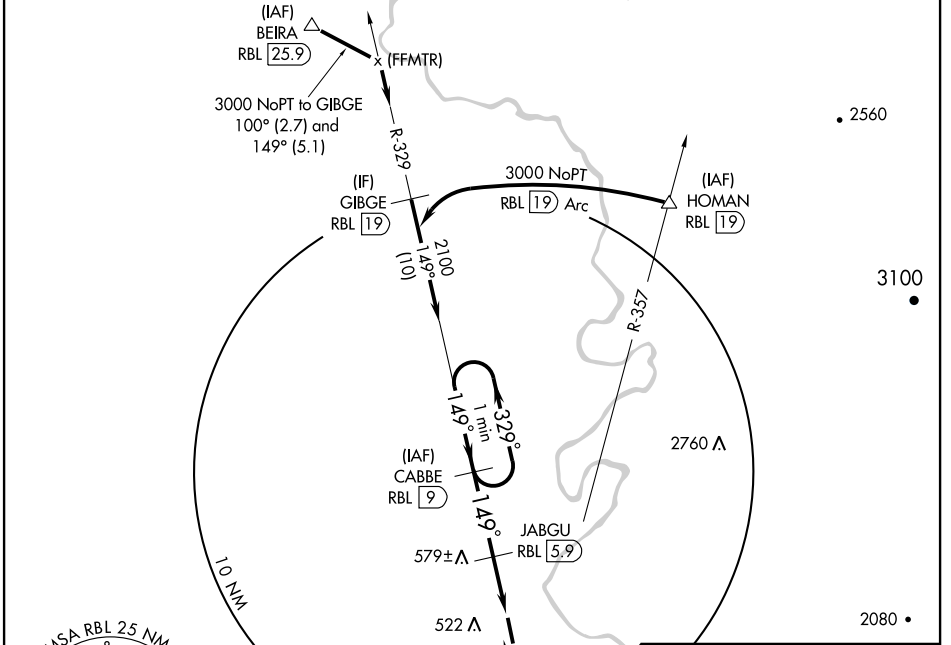 (IAF)
BEIRA
RBL 25.9
x (FFMTR)
3000 NoPT to GIBGE
100° (2.7) and
149° (5.1)
R-329
2560
(IF)
GIBGE
RBL 19
3000 NoPT
RBL 19 Arc
(IAF)
HOMAN
RBL 19
2100
149°
(10)
3100
R-357
149°
1 min
329°
2760
(IAF)
CABBE
RBL 9
149°
JABGU
RBL 5.9
579±
10 NM
522
2080
MSA RBL 25 NM